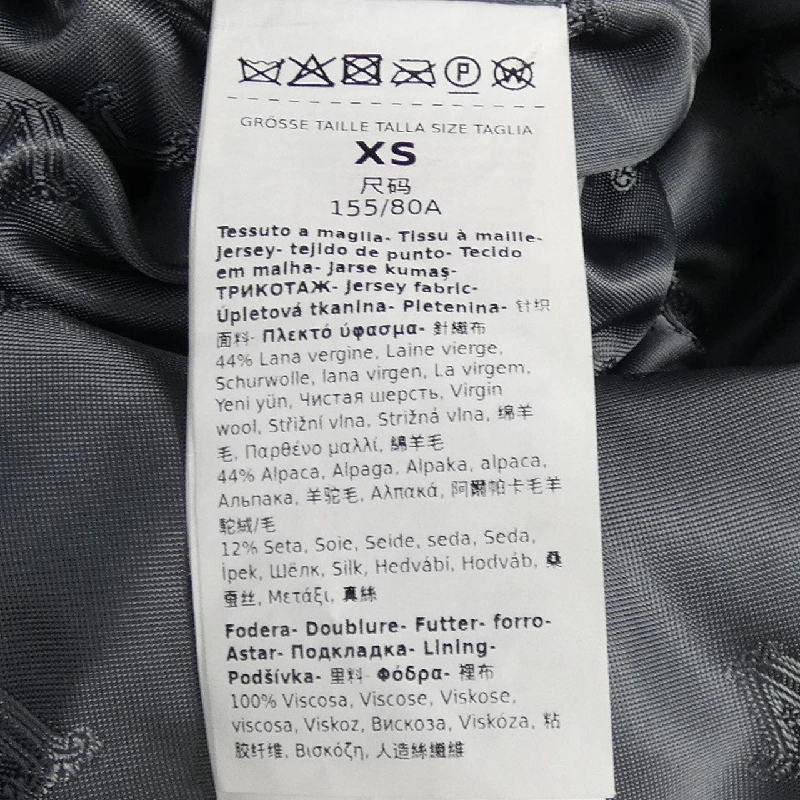 P W
GRÖSSE TAILLE TALLA SIZE TAGLIA
XS
尺码
155/80A
Tessuto a maglia- Tissu à maille-
Jersey- tejido de punto- Tecido
em malha- Jarse kumaş-
ТРИКОТАЖ- Jersey fabric-
Úpletová tkanina- Pletenina- 针织
面料- Πλεκτό ύφασμα- 針織布
44% Lana vergine, Laine vierge,
Schurwolle, lana virgen, La virgem,
Yeni yün, Чистая шерсть, Virgin
wool, Střižní vlna, Strižná vlna, 绵羊
毛, Παρθένο μαλλί, 綿羊毛
44% Alpaca, Alpaga, Alpaka, alpaca,
Альпака, 羊驼毛, Αλπακά, 阿爾帕卡毛羊
駝絨/毛
12% Seta, Soie, Seide, seda, Seda,
İpek, Шёлк, Silk, Hedvábí, Hodváb, 桑
蚕丝, Μετάξι, 真絲
Fodera- Doublure- Futter- forro-
Astar- Подкладка- Lining-
Podšívka- 里料- Φόδρα- 裡布
100% Viscosa, Viscose, Viskose,
viscosa, Viskoz, Вискоза, Viskóza, 粘
胶纤维, Βισκόζη, 人造絲纖維